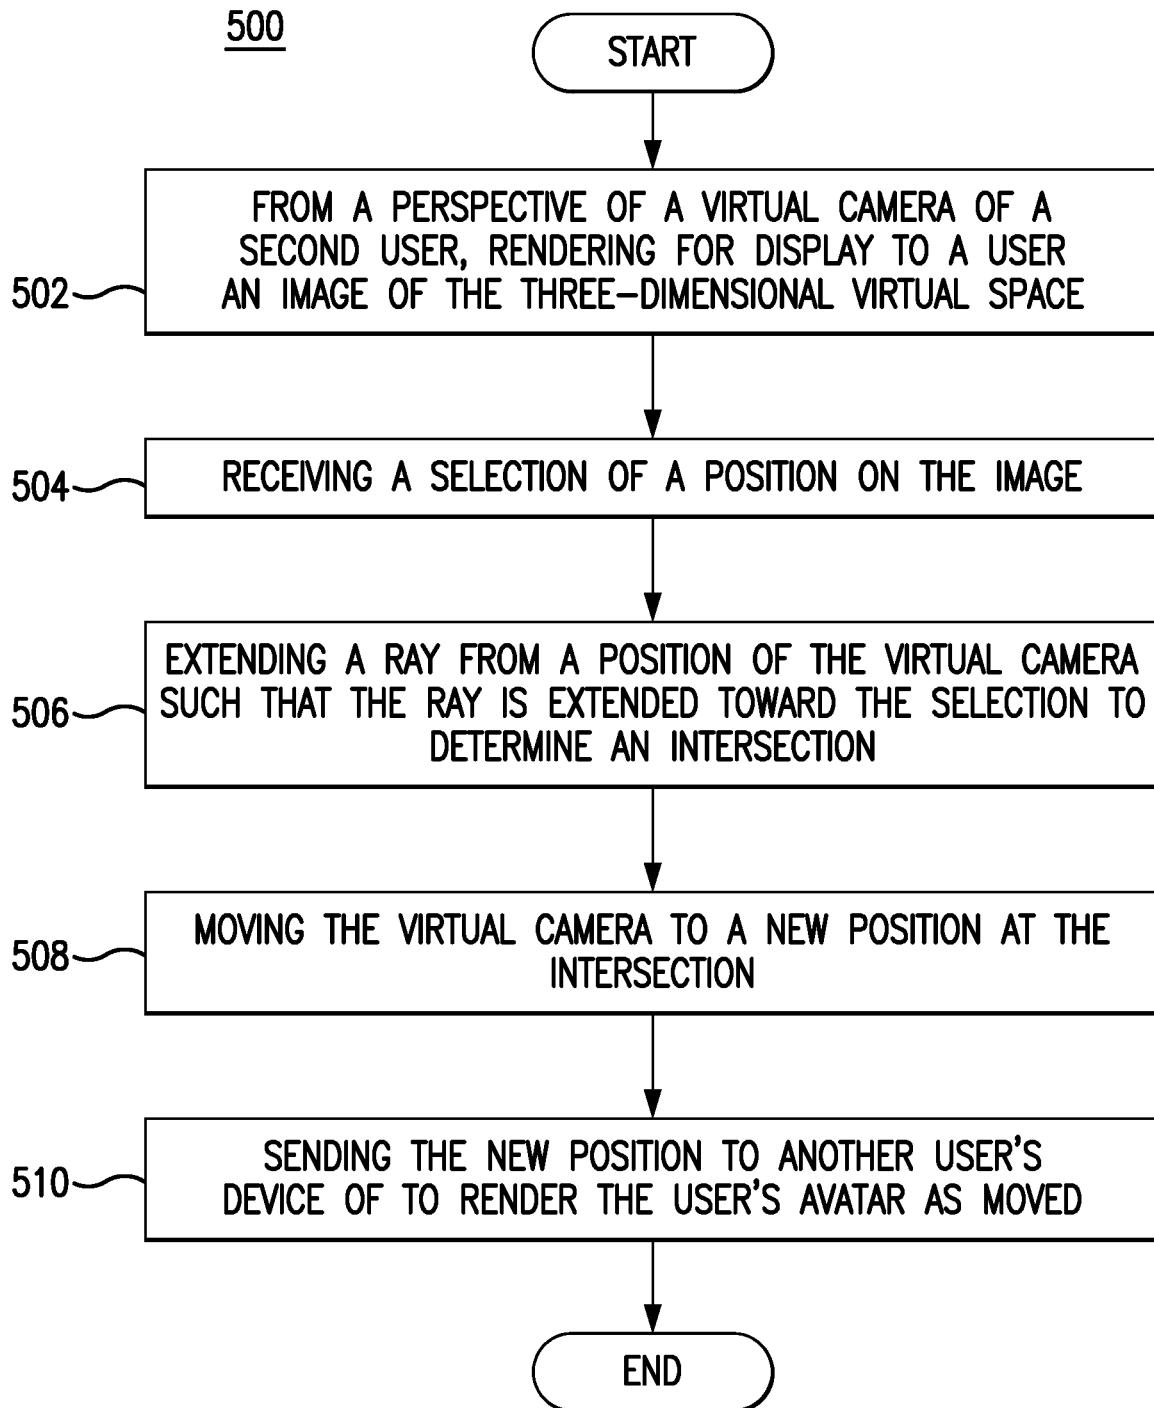 500
START
FROM A PERSPECTIVE OF A VIRTUAL CAMERA OF A
SECOND USER, RENDERING FOR DISPLAY TO A USER
AN IMAGE OF THE THREE-DIMENSIONAL VIRTUAL SPACE
502
RECEIVING A SELECTION OF A POSITION ON THE IMAGE
504
EXTENDING A RAY FROM A POSITION OF THE VIRTUAL CAMERA
SUCH THAT THE RAY IS EXTENDED TOWARD THE SELECTION TO
DETERMINE AN INTERSECTION
506
MOVING THE VIRTUAL CAMERA TO A NEW POSITION AT THE
INTERSECTION
508
SENDING THE NEW POSITION TO ANOTHER USER'S
DEVICE OF TO RENDER THE USER'S AVATAR AS MOVED
510
END